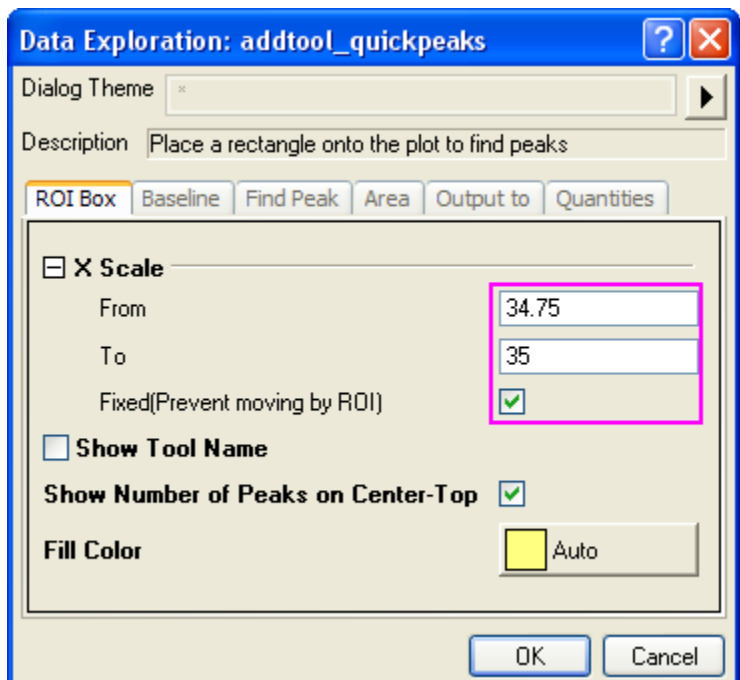 Data Exploration: addtool_quickpeaks
Dialog Theme *
Description Place a rectangle onto the plot to find peaks
ROI Box Baseline Find Peak Area Output to Quantities
X Scale
From 34.75
To 35
Fixed(Prevent moving by ROI)
Show Tool Name
Show Number of Peaks on Center-Top
Fill Color Auto
OK Cancel